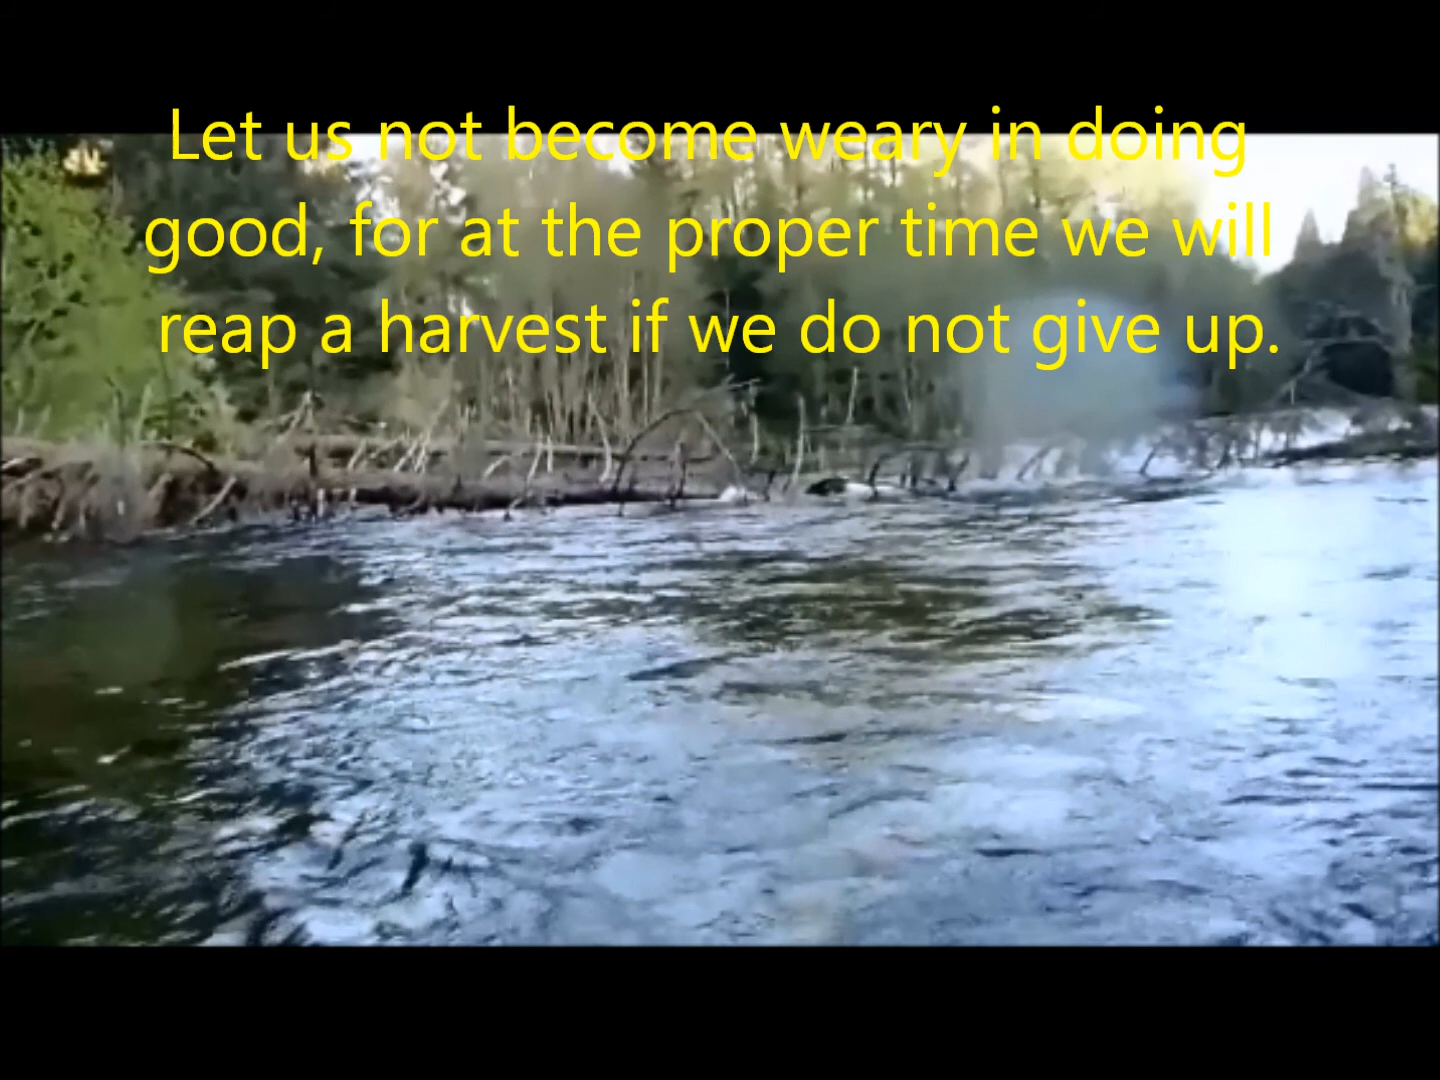 Let us not become weary in doing
good, for at the proper time we will
reap a harvest if we do not give up.